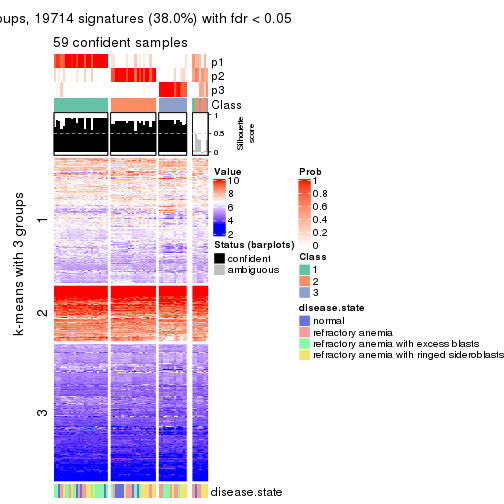 oups, 19714 signatures (38.0%) with fdr < 0.05
59 confident samples
p1
p2
p3
Class
1
0.5
0
Silhouette
score
k-means with 3 groups
1
2
3
Value
10
8
6
4
2
Status (barplots)
confident
ambiguous
Prob
1
0.8
0.6
0.4
0.2
0
Class
1
2
3
disease.state
normal
refractory anemia
refractory anemia with excess blasts
refractory anemia with ringed sideroblasts
disease.state